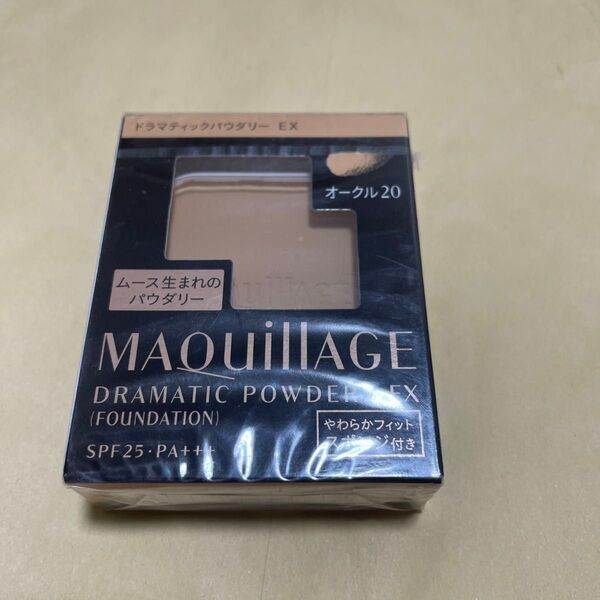 ドラマティックパウダリー EX
オークル20
ムース生まれの
パウダリー
MAQuillAGE
DRAMATIC POWDERY EX
(FOUNDATION)
SPF25・PA+++
やわらかフィット
スポンジ付き